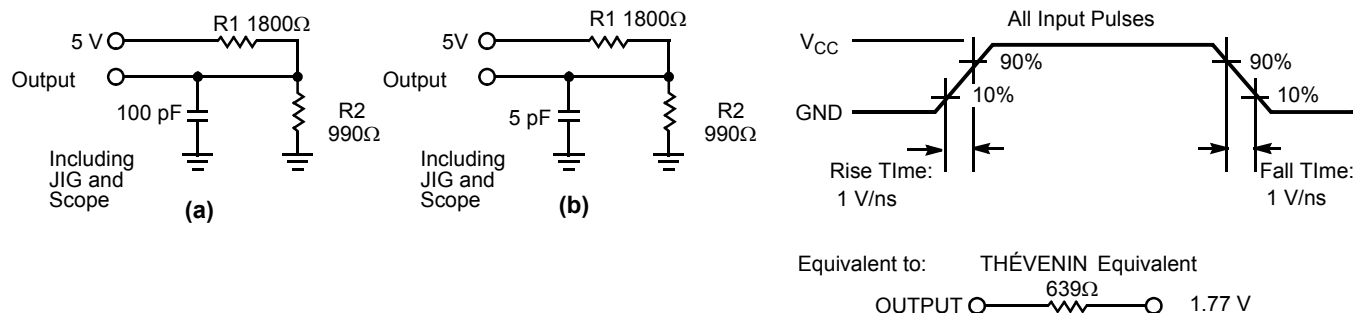 R1 1800Ω
5 V
Output
100 pF
R2
990Ω
Including
JIG and
Scope
(a)
R1 1800Ω
5V
Output
5 pF
R2
990Ω
Including
JIG and
Scope
(b)
All Input Pulses
VCC
90%
10%
GND
90%
10%
Rise TIme:
1 V/ns
Fall TIme:
1 V/ns
Equivalent to: THÉVENIN Equivalent
639Ω
OUTPUT 1.77 V